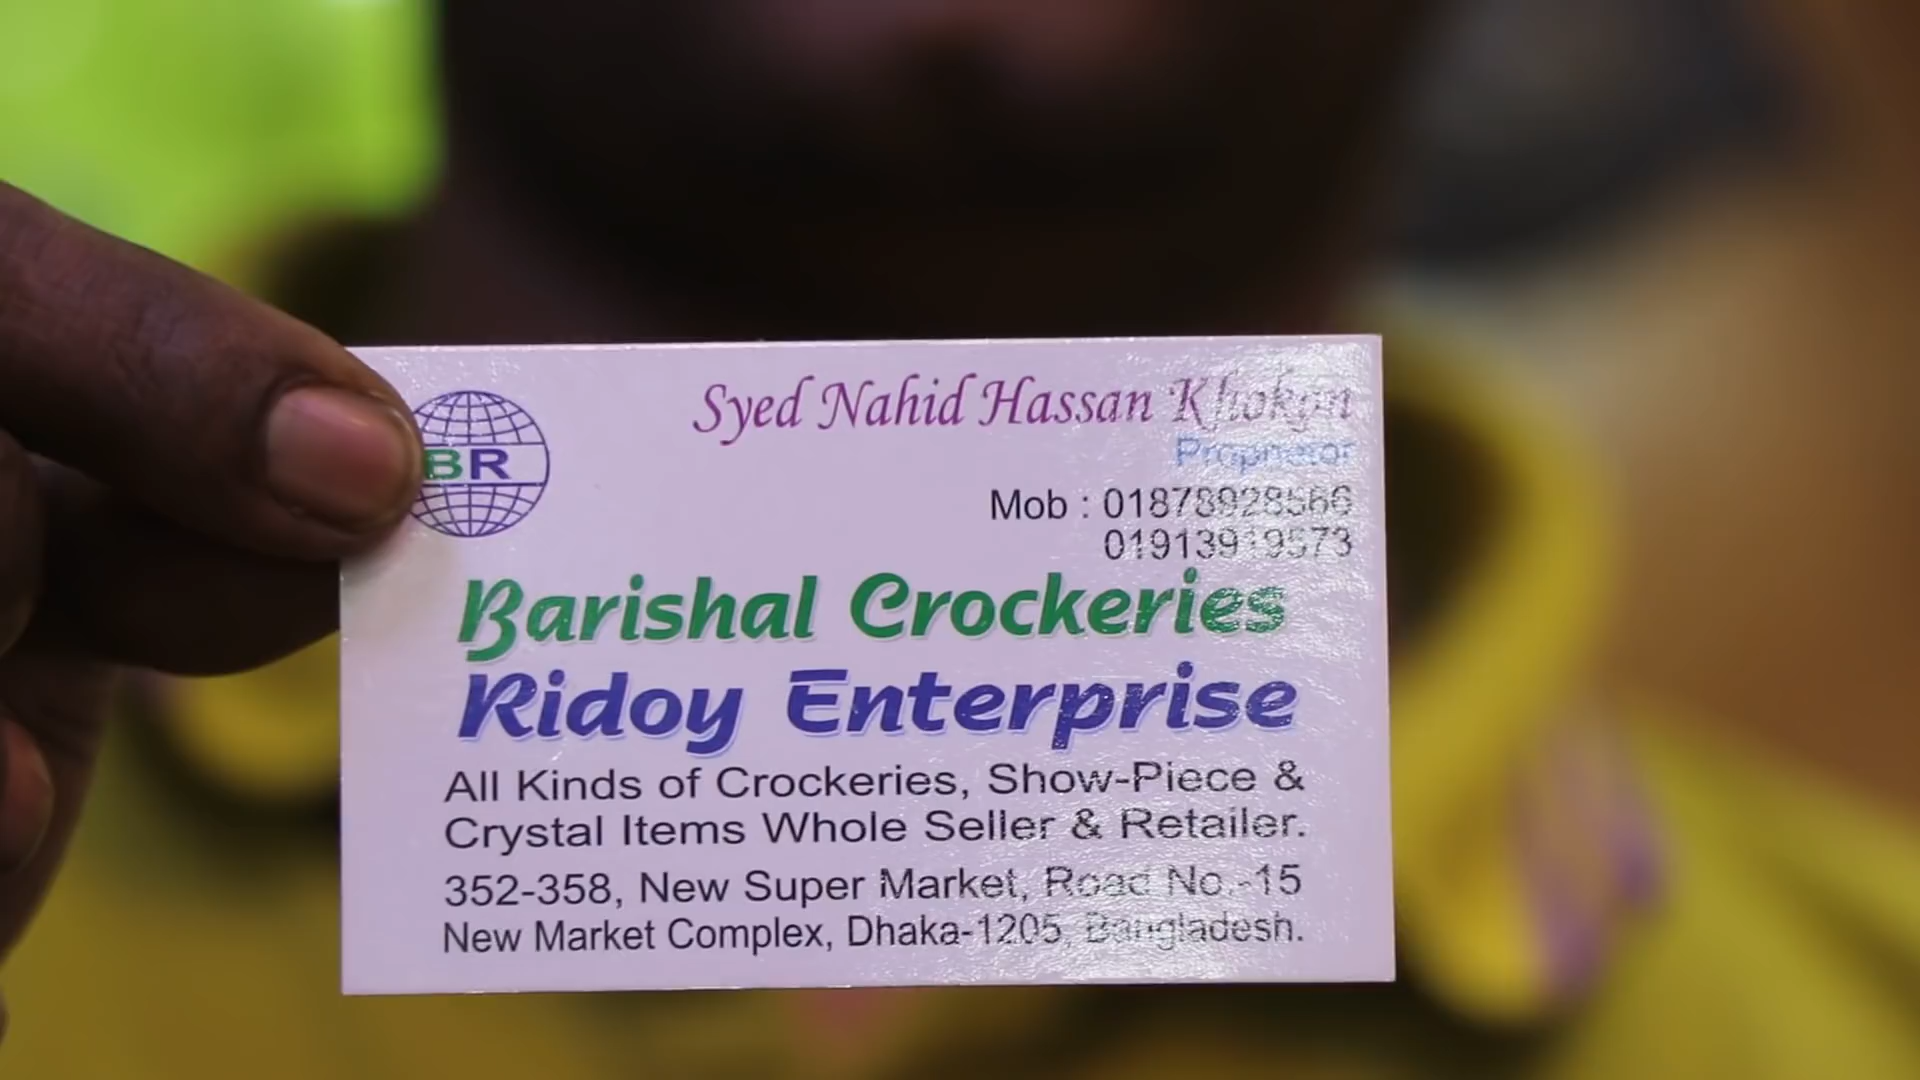 BR
Syed Nahid Hassan Khokon
Proprietor
Mob : 01878928566
01913919573
Barishal Crockeries
Ridoy Enterprise
All Kinds of Crockeries, Show-Piece &
Crystal Items Whole Seller & Retailer.
352-358, New Super Market, Road No.-15
New Market Complex, Dhaka-1205, Bangladesh.